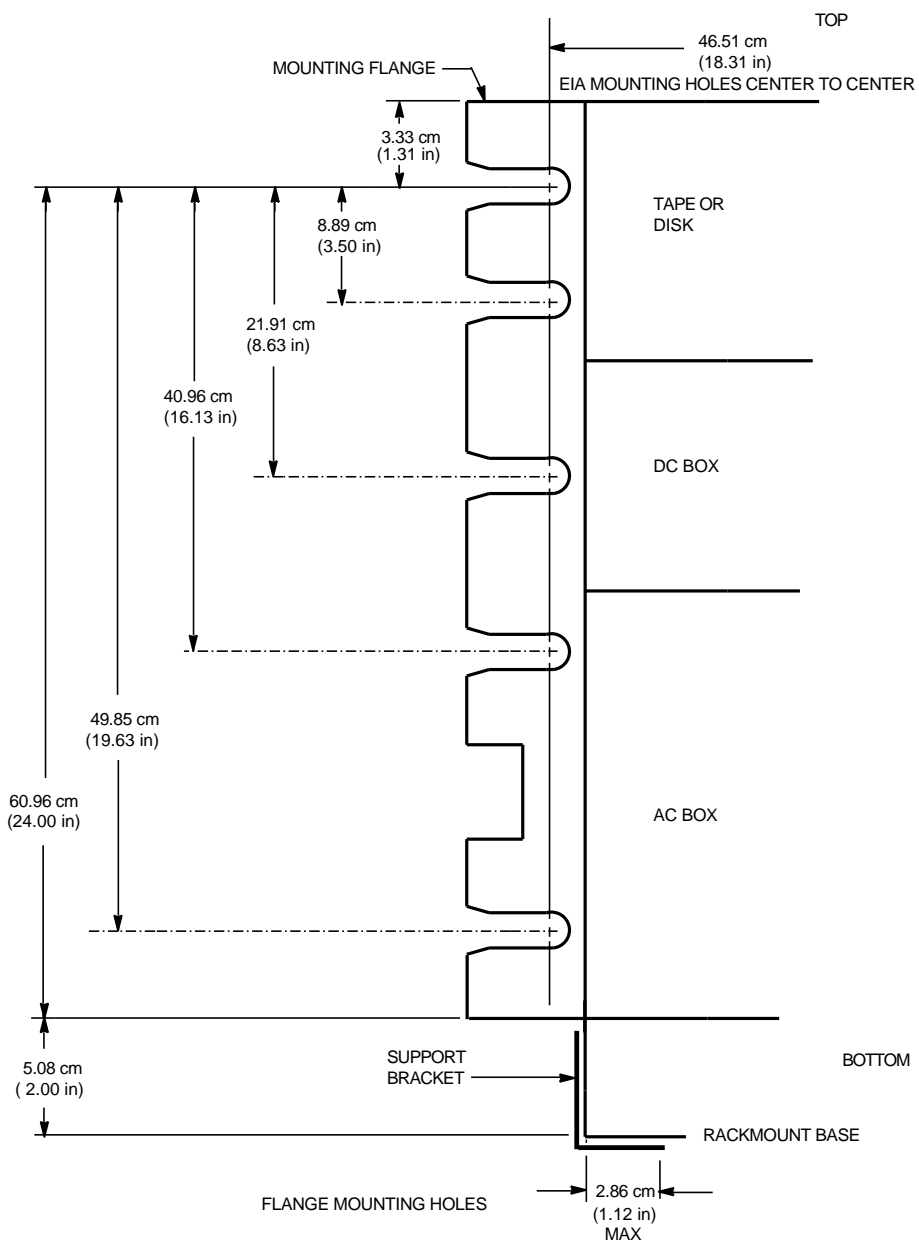 TOP
46.51 cm
(18.31 in)
MOUNTING FLANGE
EIA MOUNTING HOLES CENTER TO CENTER
3.33 cm
(1.31 in)
TAPE OR
DISK
8.89 cm
(3.50 in)
21.91 cm
(8.63 in)
40.96 cm
(16.13 in)
DC BOX
49.85 cm
(19.63 in)
60.96 cm
(24.00 in)
AC BOX
5.08 cm
( 2.00 in)
SUPPORT
BRACKET
BOTTOM
RACKMOUNT BASE
FLANGE MOUNTING HOLES
2.86 cm
(1.12 in)
MAX